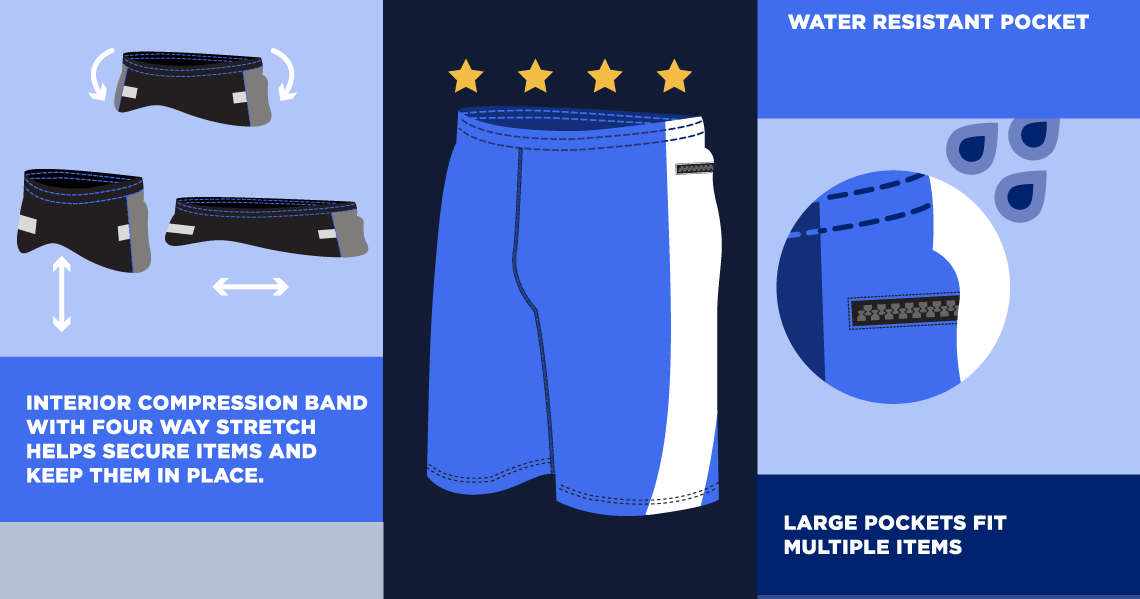 INTERIOR COMPRESSION BAND
WITH FOUR WAY STRETCH
HELPS SECURE ITEMS AND
KEEP THEM IN PLACE.
WATER RESISTANT POCKET
LARGE POCKETS FIT
MULTIPLE ITEMS